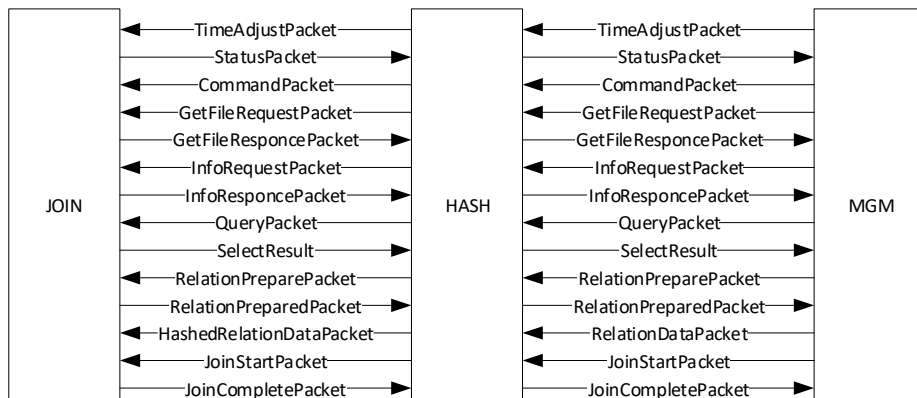 TimeAdjustPacket TimeAdjustPacket
StatusPacket StatusPacket
CommandPacket CommandPacket
GetFileRequestPacket GetFileRequestPacket
GetFileResponcePacket GetFileResponcePacket
InfoRequestPacket InfoRequestPacket
JOIN InfoResponcePacket HASH InfoResponcePacket MGM
QueryPacket QueryPacket
SelectResult SelectResult
RelationPreparePacket RelationPreparePacket
RelationPreparedPacket RelationPreparedPacket
HashedRelationDataPacket RelationDataPacket
JoinStartPacket JoinStartPacket
JoinCompletePacket JoinCompletePacket